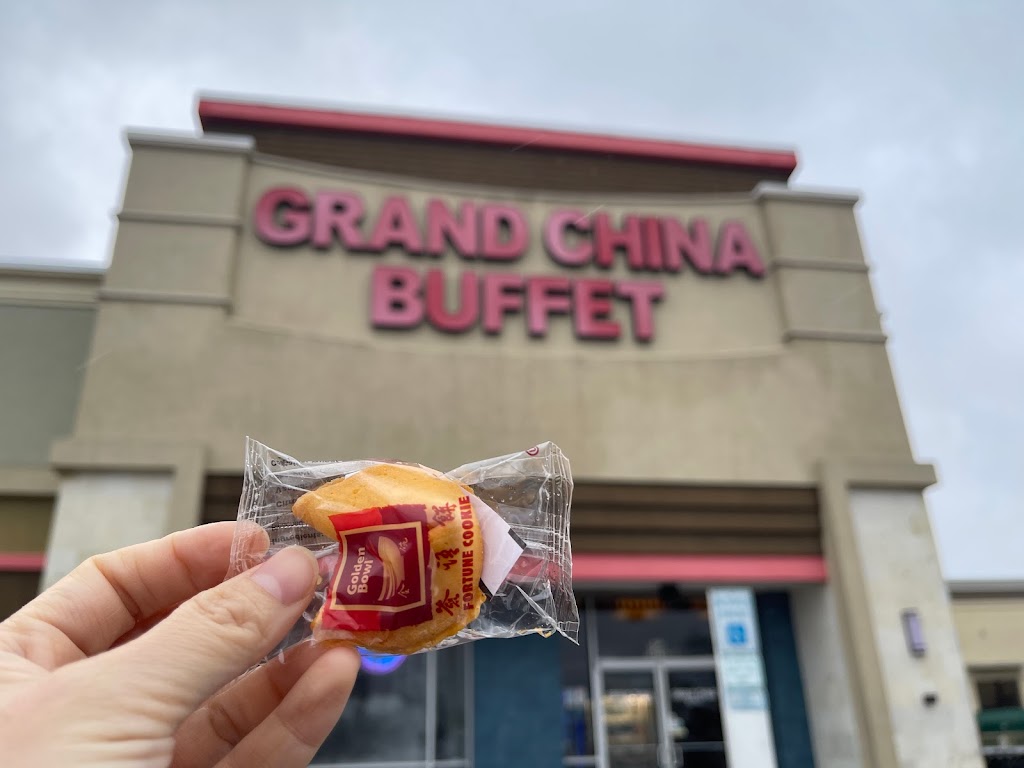 GRAND CHINA
BUFFET
Golden
Bowl
FORTUNE COOKIE